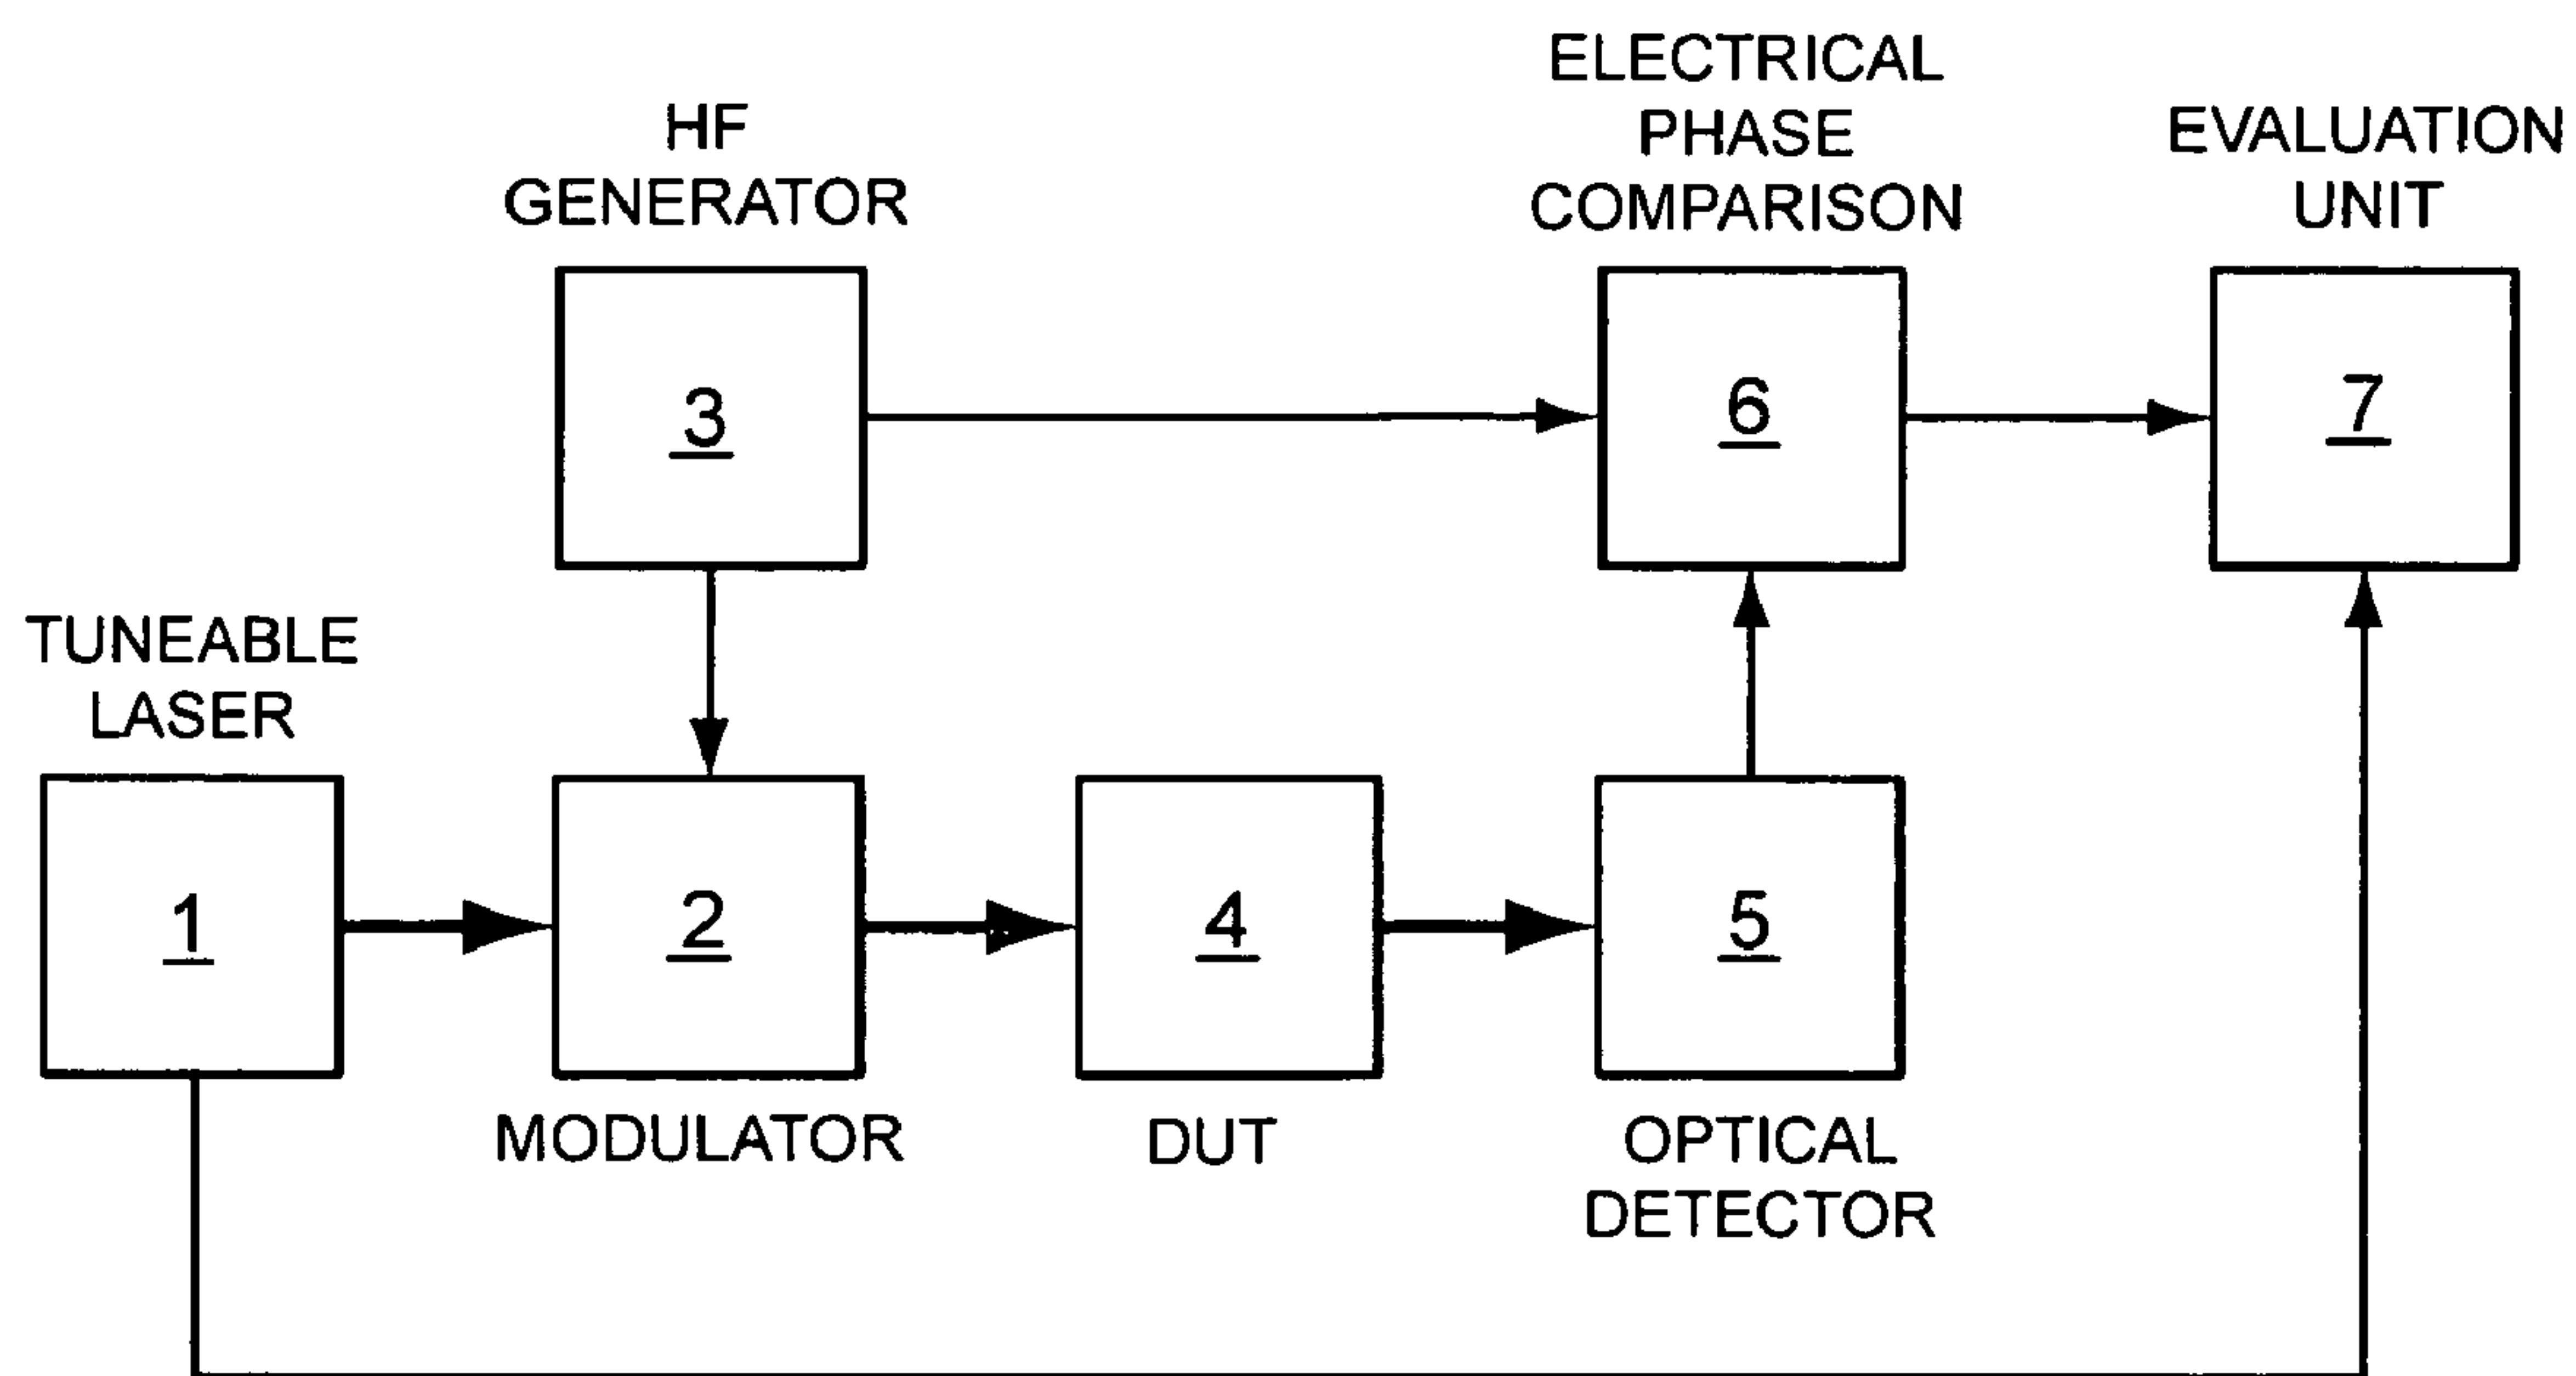 HF
GENERATOR
ELECTRICAL
PHASE
COMPARISON
EVALUATION
UNIT
3
6
7
TUNEABLE
LASER
1
2
4
5
MODULATOR
DUT
OPTICAL
DETECTOR